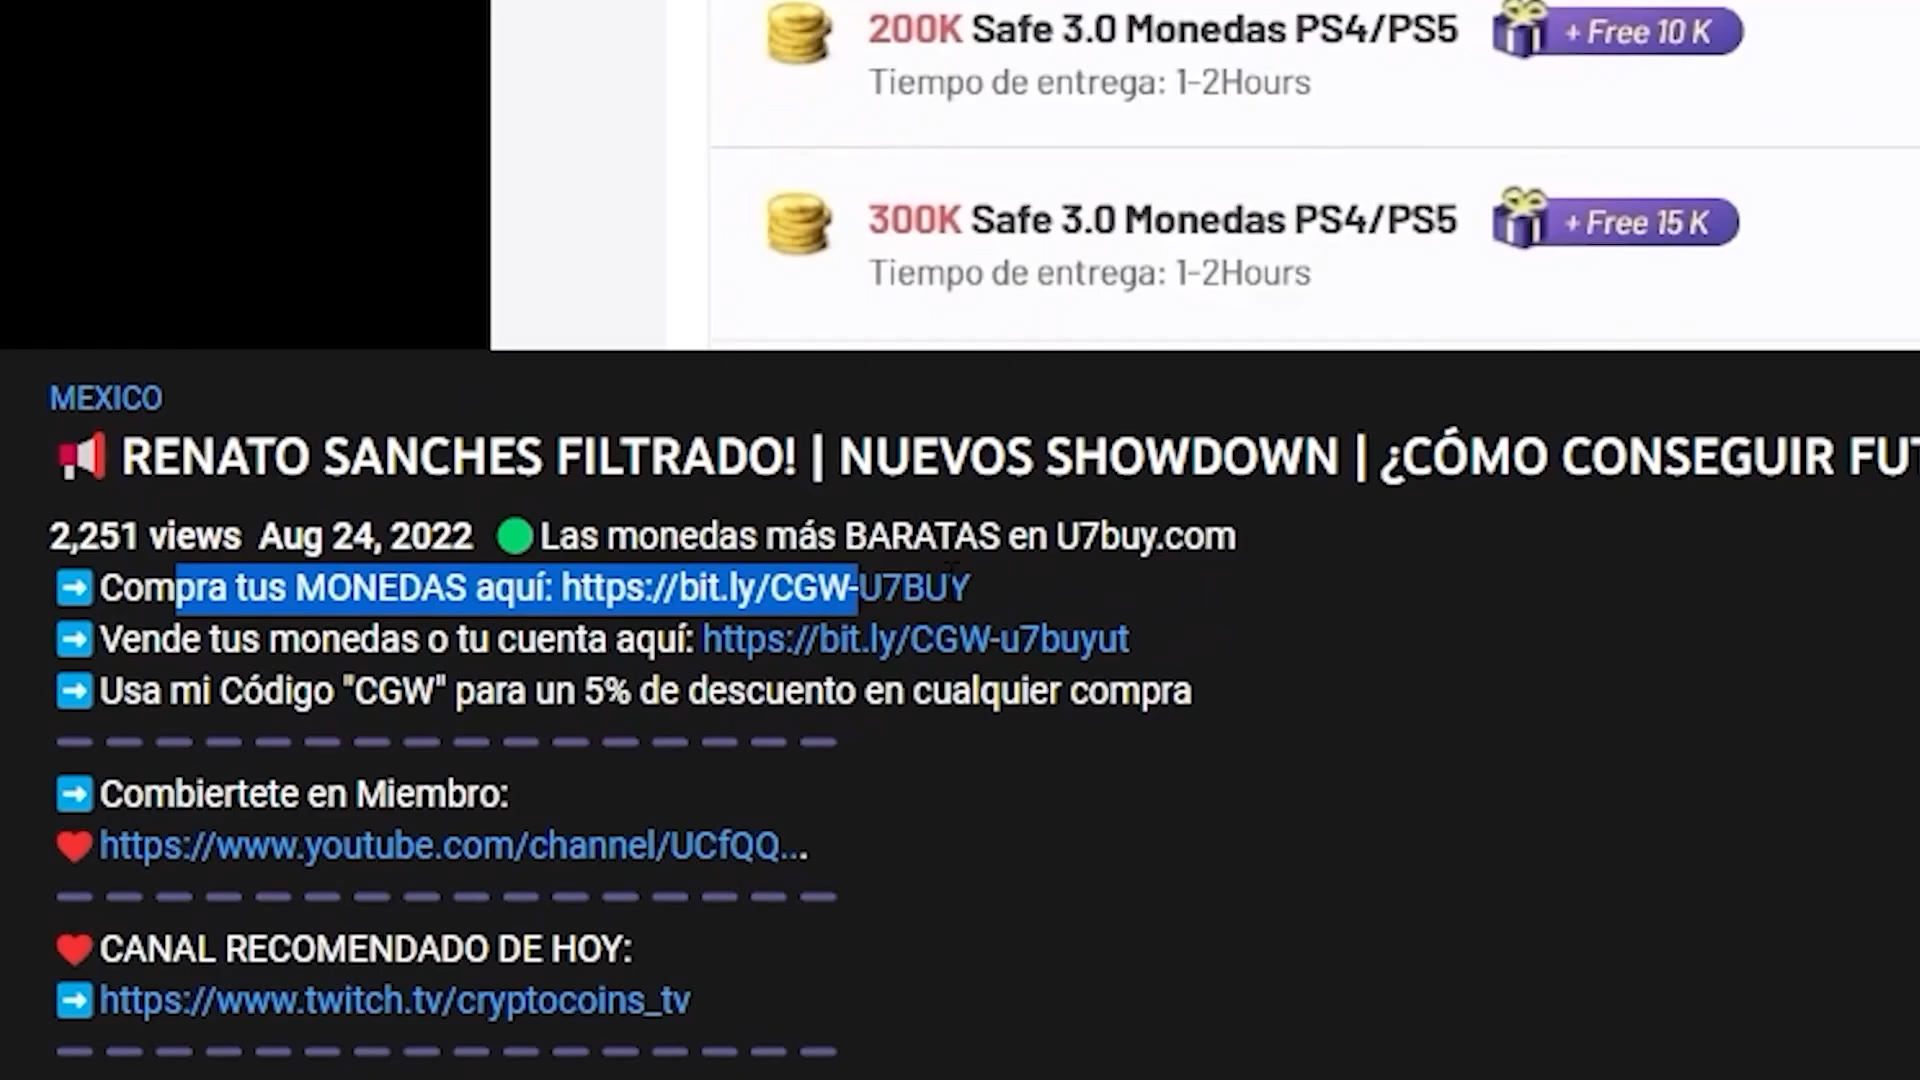 200K Safe 3.0 Monedas PS4/PS5 + Free 10 K
Tiempo de entrega: 1-2Hours
300K Safe 3.0 Monedas PS4/PS5 + Free 15 K
Tiempo de entrega: 1-2Hours
MEXICO
RENATO SANCHES FILTRADO! | NUEVOS SHOWDOWN | ¿CÓMO CONSEGUIR FUT
2,251 views Aug 24, 2022 Las monedas más BARATAS en U7buy.com
Compra tus MONEDAS aquí: https://bit.ly/CGW-U7BUY
Vende tus monedas o tu cuenta aquí: https://bit.ly/CGW-u7buyut
Usa mi Código "CGW" para un 5% de descuento en cualquier compra
Combiertete en Miembro:
https://www.youtube.com/channel/UCfQQ...
CANAL RECOMENDADO DE HOY:
https://www.twitch.tv/cryptocoins_tv